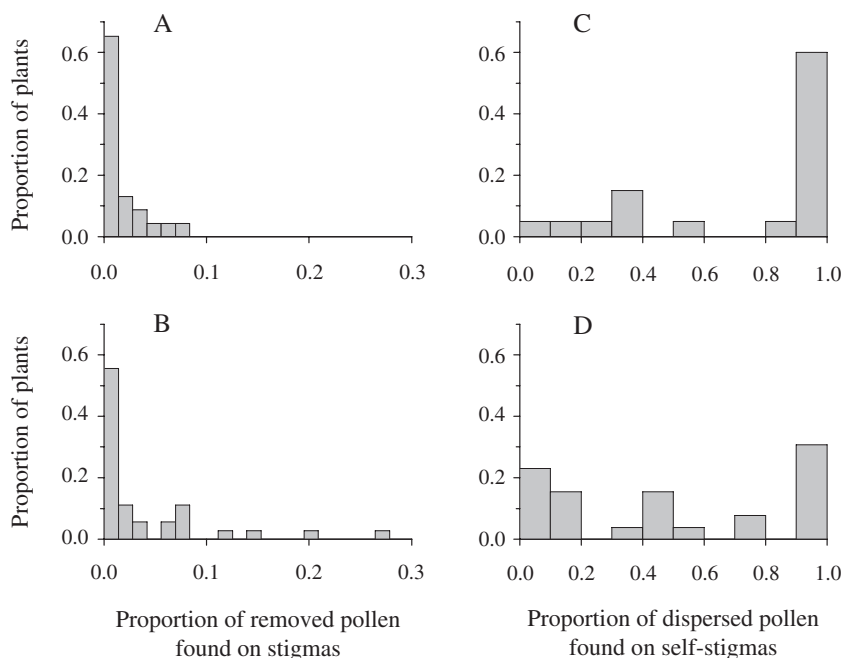 A
Proportion of plants
0.6
0.4
0.2
0.0
0.0 0.1 0.2 0.3
C
0.6
0.4
0.2
0.0
0.0 0.2 0.4 0.6 0.8 1.0
B
Proportion of plants
0.6
0.4
0.2
0.0
0.0 0.1 0.2 0.3
Proportion of removed pollen
found on stigmas
D
0.6
0.4
0.2
0.0
0.0 0.2 0.4 0.6 0.8 1.0
Proportion of dispersed pollen
found on self-stigmas